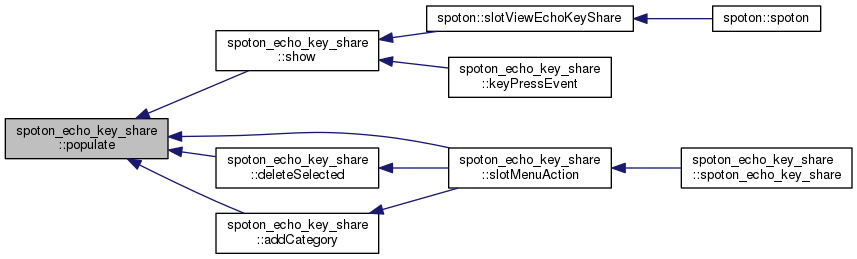 spoton_echo_key_share
::populate
spoton_echo_key_share
::show
spoton::slotViewEchoKeyShare
spoton::spoton
spoton_echo_key_share
::keyPressEvent
spoton_echo_key_share
::deleteSelected
spoton_echo_key_share
::slotMenuAction
spoton_echo_key_share
::spoton_echo_key_share
spoton_echo_key_share
::addCategory